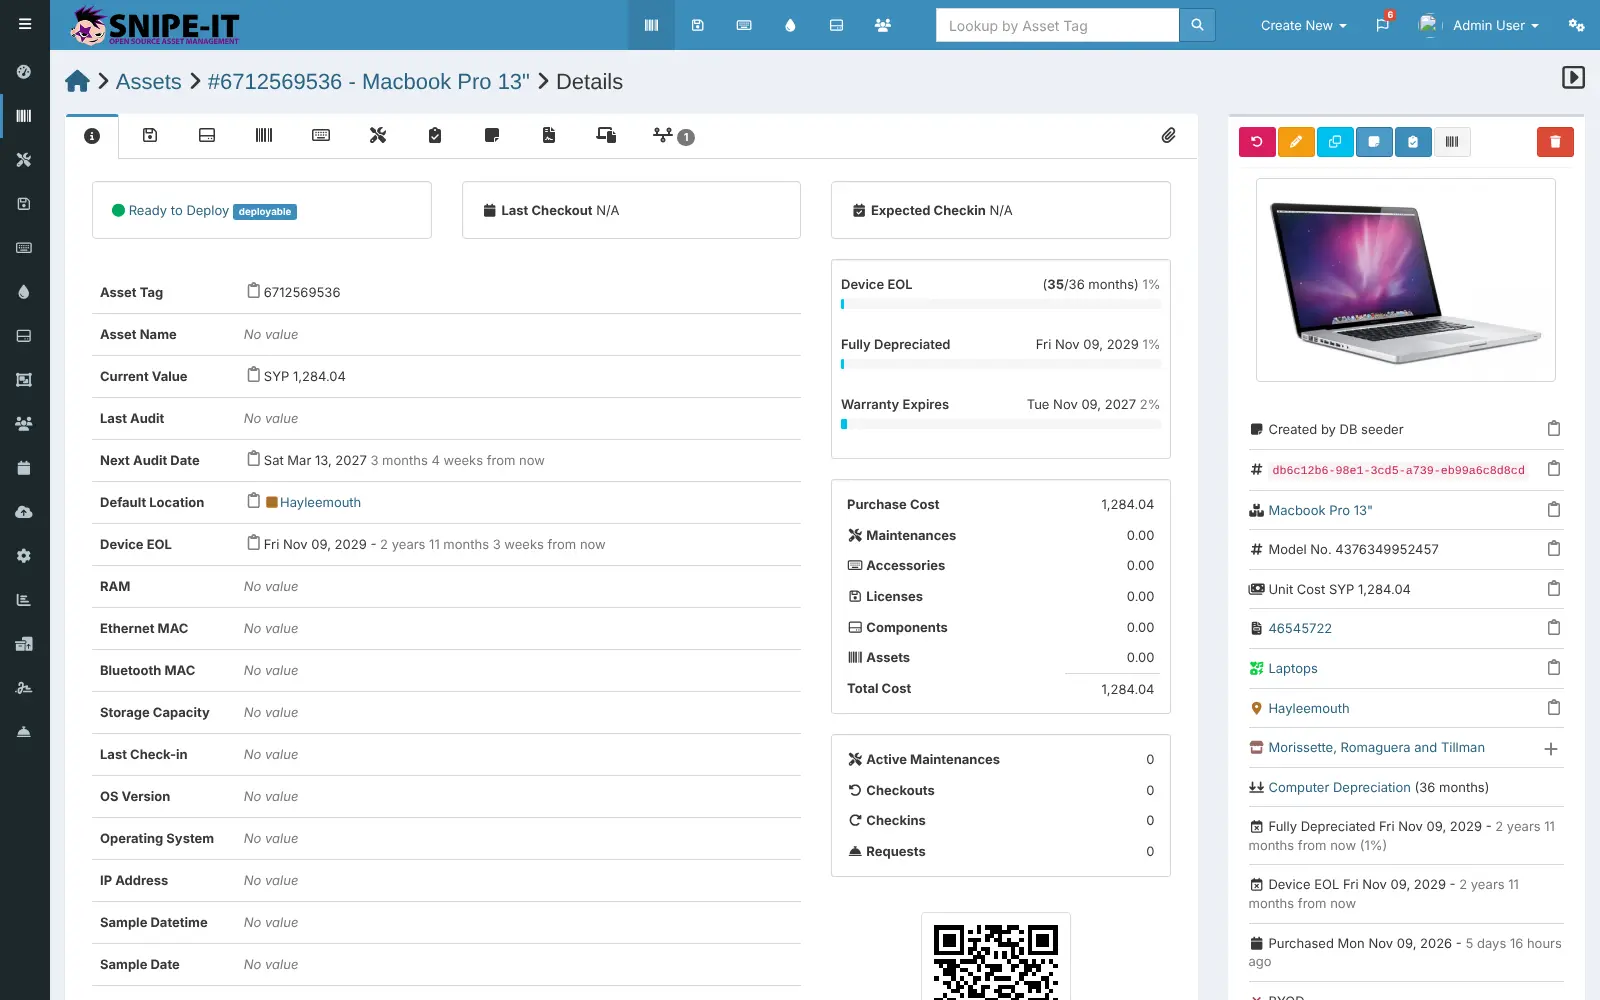 SNIPE-IT
OPEN SOURCE ASSET MANAGEMENT
Lookup by Asset Tag
Create New
6
Admin User
Assets
#6712569536 - Macbook Pro 13"
Details
1
Ready to Deploy deployable
Last Checkout N/A
Expected Checkin N/A
Asset Tag 6712569536
Asset Name No value
Current Value SYP 1,284.04
Last Audit No value
Next Audit Date Sat Mar 13, 2027 3 months 4 weeks from now
Default Location Hayleemouth
Device EOL Fri Nov 09, 2029 - 2 years 11 months 3 weeks from now
RAM No value
Ethernet MAC No value
Bluetooth MAC No value
Storage Capacity No value
Last Check-in No value
OS Version No value
Operating System No value
IP Address No value
Sample Datetime No value
Sample Date No value
Device EOL (35/36 months) 1%
Fully Depreciated Fri Nov 09, 2029 1%
Warranty Expires Tue Nov 09, 2027 2%
Purchase Cost 1,284.04
Maintenances 0.00
Accessories 0.00
Licenses 0.00
Components 0.00
Assets 0.00
Total Cost 1,284.04
Active Maintenances 0
Checkouts 0
Checkins 0
Requests 0
Created by DB seeder
db6c12b6-98e1-3cd5-a739-eb99a6c8d8cd
Macbook Pro 13"
Model No. 4376349952457
Unit Cost SYP 1,284.04
46545722
Laptops
Hayleemouth
Morissette, Romaguera and Tillman
Computer Depreciation (36 months)
Fully Depreciated Fri Nov 09, 2029 - 2 years 11
months from now (1%)
Device EOL Fri Nov 09, 2029 - 2 years 11
months from now
Purchased Mon Nov 09, 2026 - 5 days 16 hours
ago